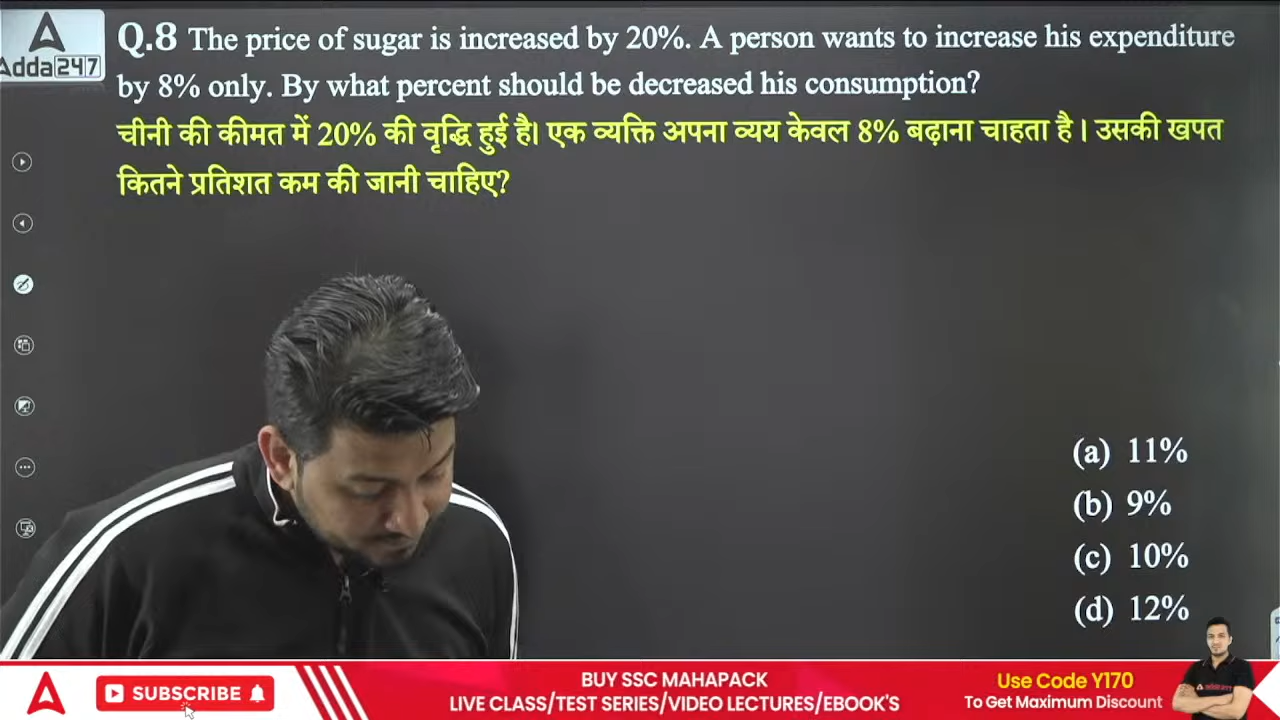 Adda247
Q.8 The price of sugar is increased by 20%. A person wants to increase his expenditure
by 8% only. By what percent should be decreased his consumption?
चीनी की कीमत में 20% की वृद्धि हुई है। एक व्यक्ति अपना व्यय केवल 8% बढ़ाना चाहता है । उसकी खपत
कितने प्रतिशत कम की जानी चाहिए?
(a) 11%
(b) 9%
(c) 10%
(d) 12%
SUBSCRIBE
BUY SSC MAHAPACK
LIVE CLASS/TEST SERIES/VIDEO LECTURES/EBOOK'S
Use Code Y170
To Get Maximum Discount